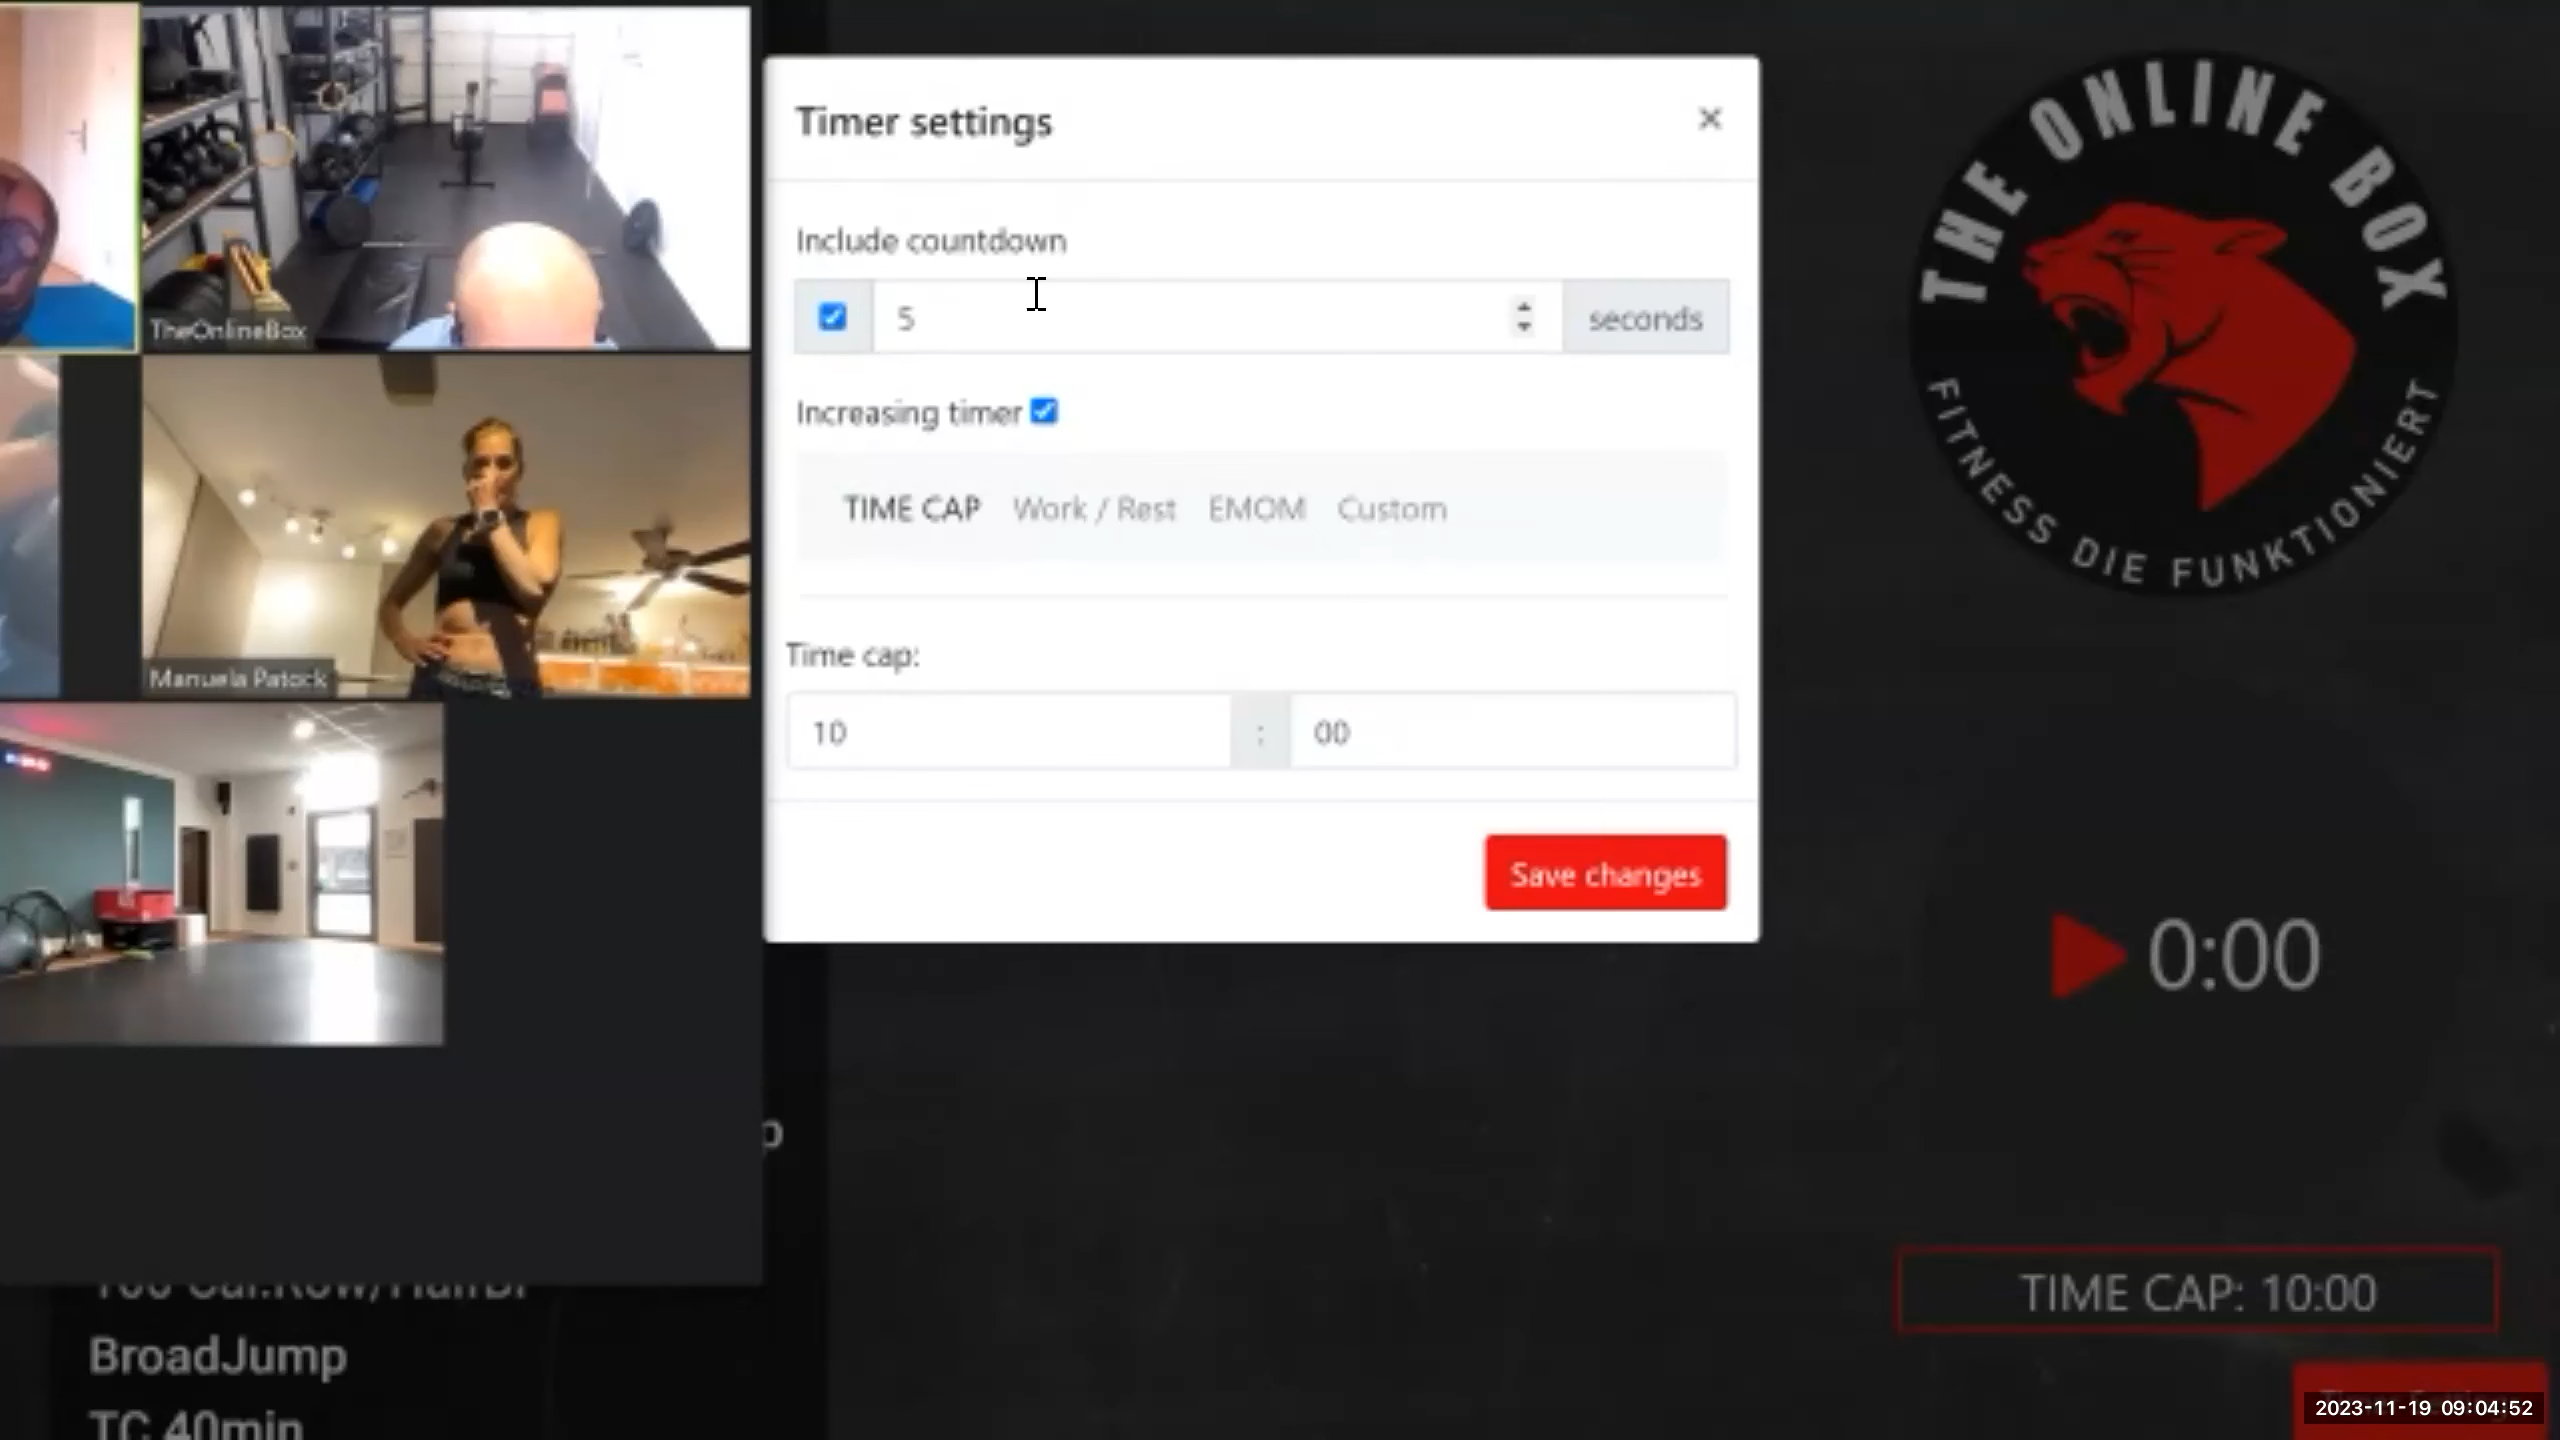 TheOnlineBox
Manuela Patock
Timer settings
Include countdown
5
seconds
Increasing timer
TIME CAP Work / Rest EMOM Custom
Time cap:
10 : 00
Save changes
THE ONLINE BOX
FITNESS DIE FUNKTIONIERT
0:00
TIME CAP: 10:00
BroadJump
TC 40min
2023-11-19 09:04:52